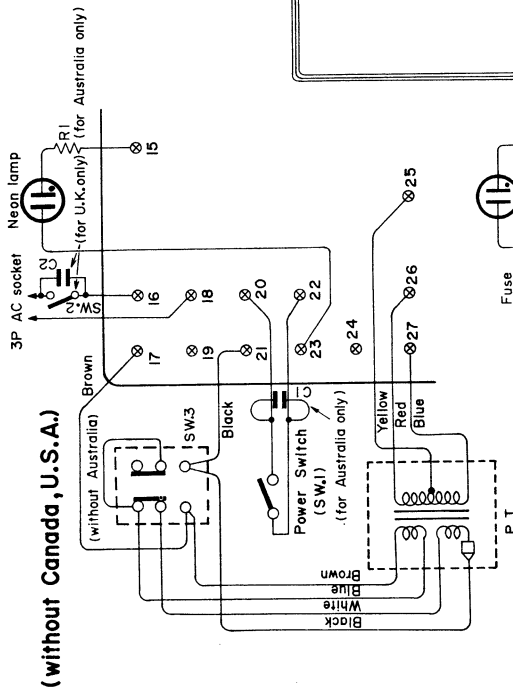 (without Canada, U.S.A.)
3P AC socket
Neon lamp
R1
(for Australia only)
(for U.K. only)
C2
SW.2
15
16
17
18
19
20
21
22
23
24
25
26
27
Brown
(without Australia)
SW.3
Black
C1
Power Switch
(SW.1)
(for Australia only)
Yellow
Red
Blue
Brown
Blue
White
Black
P.T.
Fuse